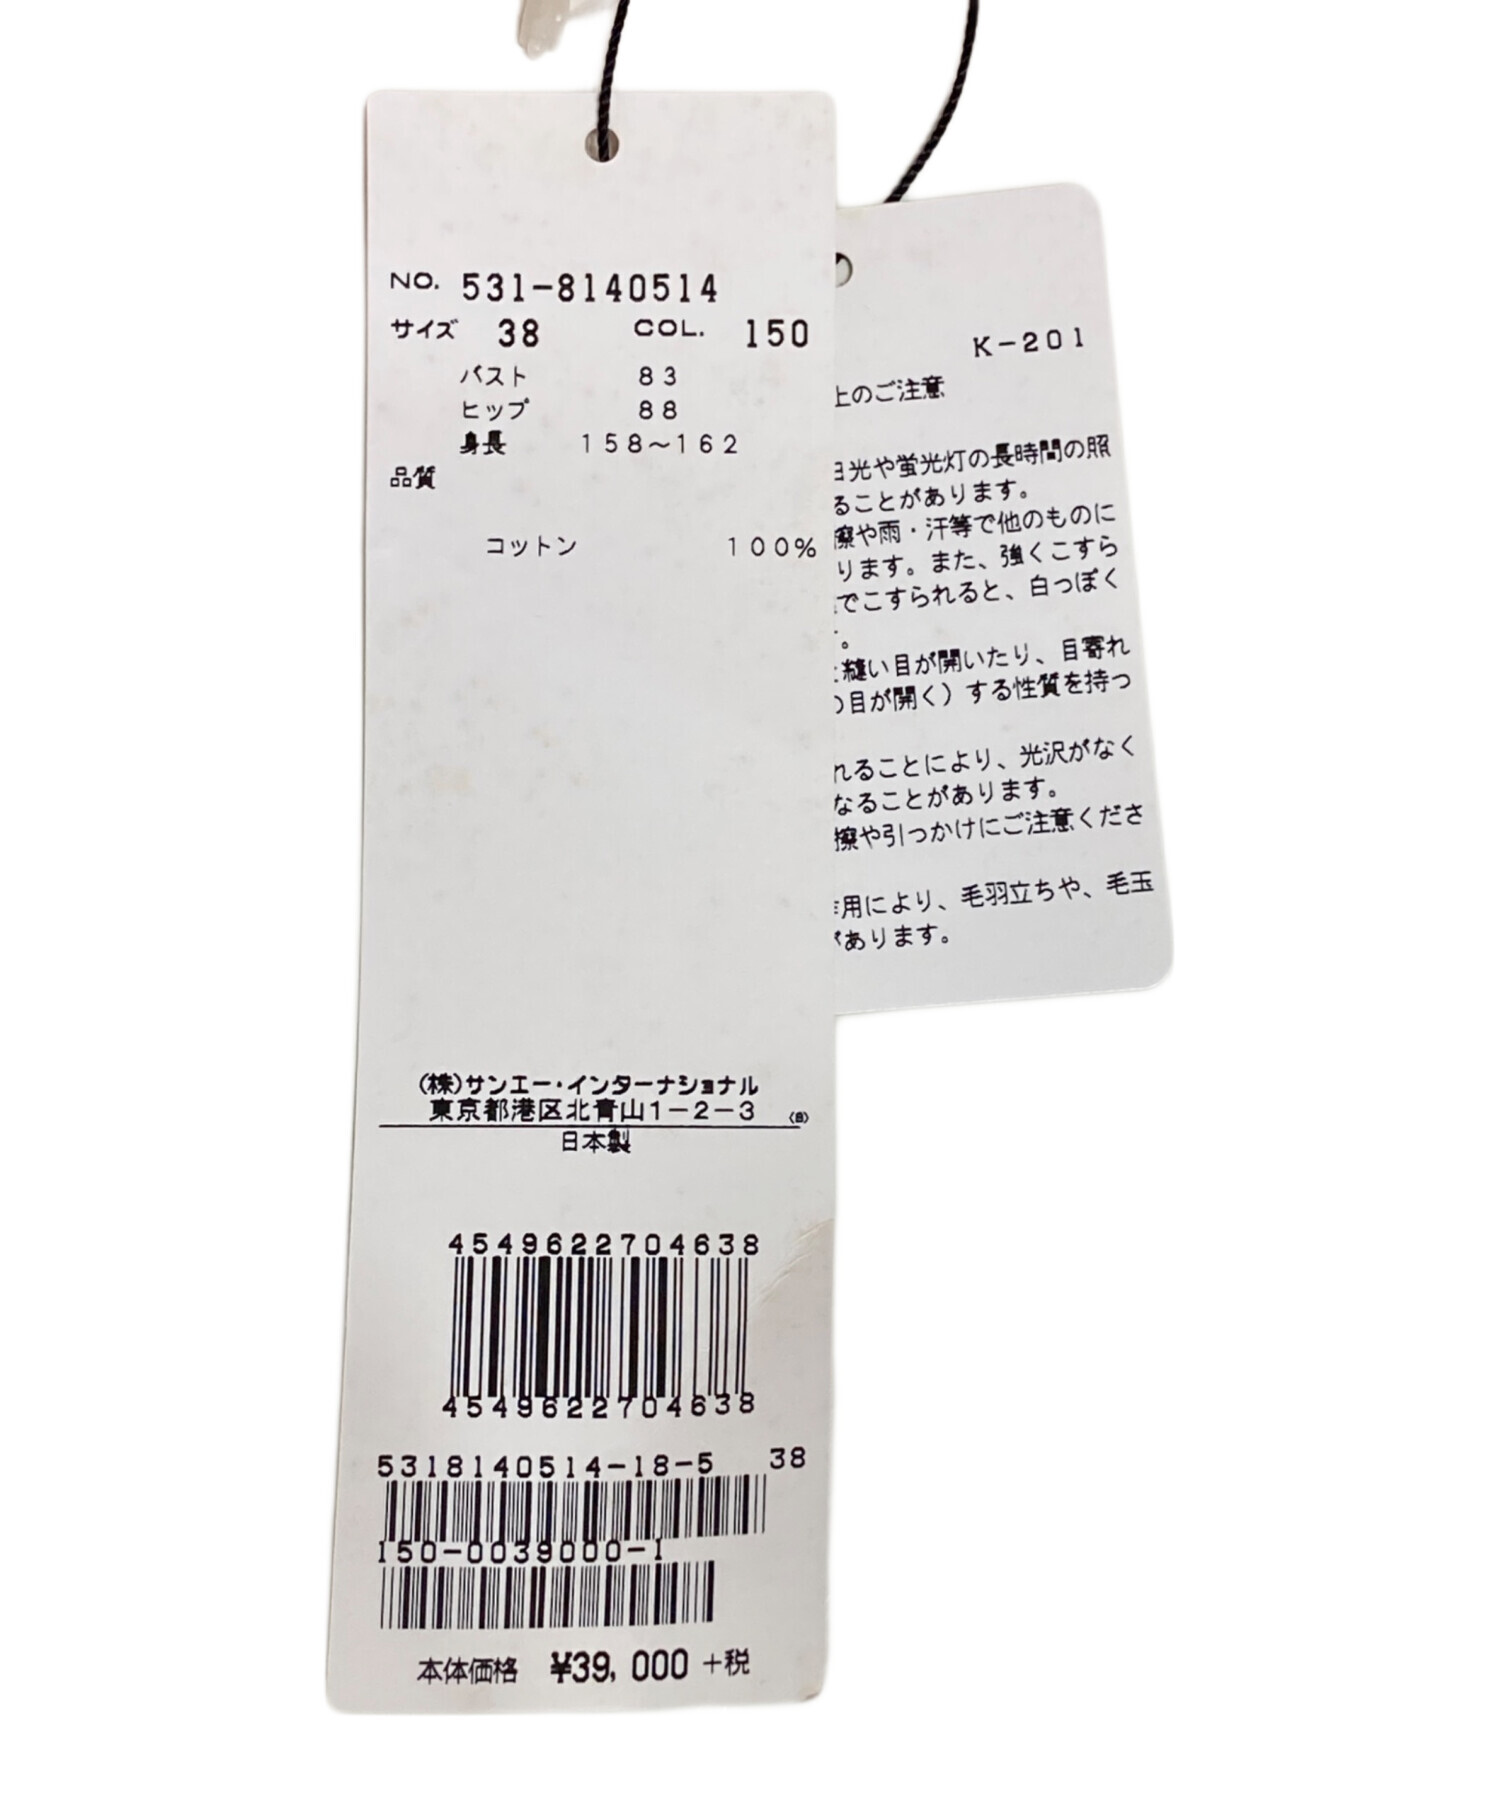 NO. 531-8140514
サイズ 38 COL. 150
バスト 83
ヒップ 88
身長 158〜162
品質
コットン 100%
(株)サンエー・インターナショナル
東京都港区北青山1-2-3 〈8〉
日本製
4549622704638
4549622704638
5318140514-18-5 38
150-0039000-1
本体価格 ¥39,000 +税
K-201
上のご注意
日光や蛍光灯の長時間の照
ることがあります。
擦や雨・汗等で他のものに
ります。また、強くこすら
でこすられると、白っぽく
。
縫い目が開いたり、目寄れ
の目が開く）する性質を持っ
れることにより、光沢がなく
なることがあります。
擦や引っかけにご注意くださ
用により、毛羽立ちや、毛玉
があります。